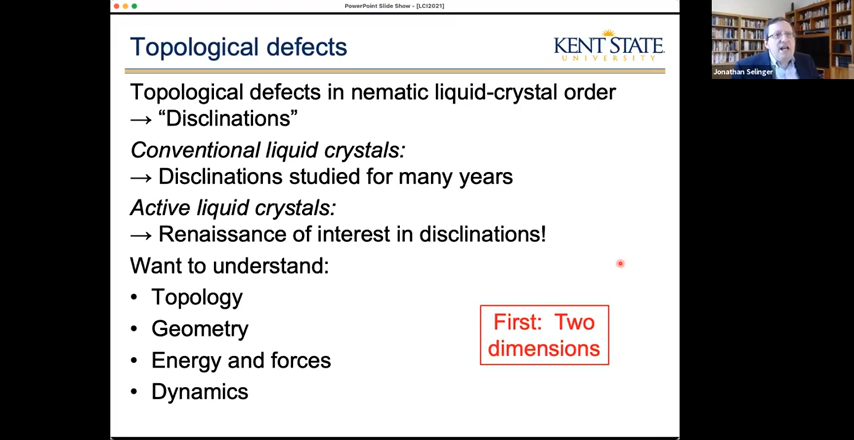 PowerPoint Slide Show - [LCI2021]
Topological defects
KENT STATE
UNIVERSITY
Topological defects in nematic liquid-crystal order
→ “Disclinations”
Conventional liquid crystals:
→ Disclinations studied for many years
Active liquid crystals:
→ Renaissance of interest in disclinations!
Want to understand:
• Topology
• Geometry
• Energy and forces
• Dynamics
First: Two
dimensions
Jonathan Selinger